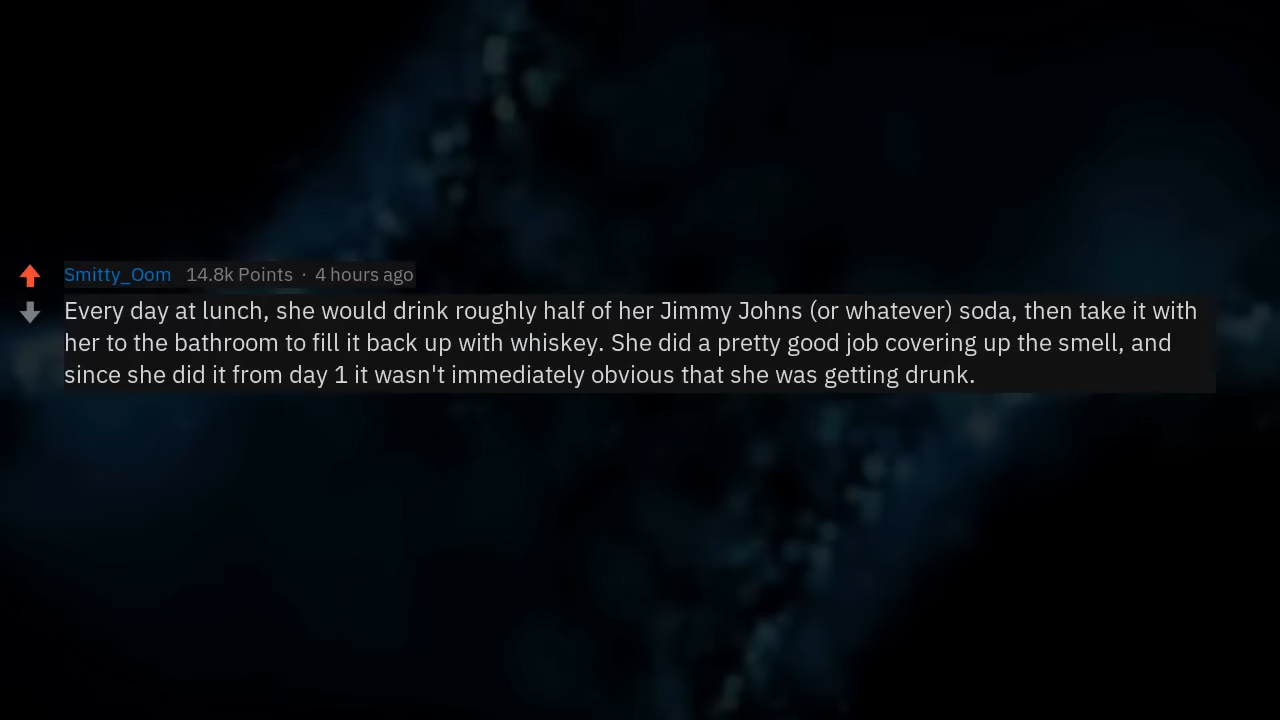 Smitty_Oom 14.8k Points · 4 hours ago
Every day at lunch, she would drink roughly half of her Jimmy Johns (or whatever) soda, then take it with
her to the bathroom to fill it back up with whiskey. She did a pretty good job covering up the smell, and
since she did it from day 1 it wasn't immediately obvious that she was getting drunk.